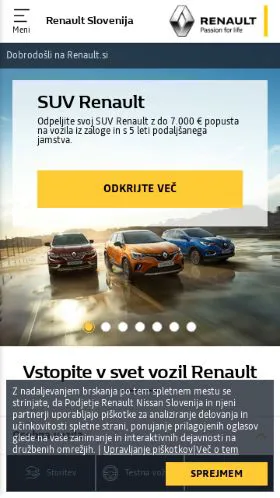 Meni
Renault Slovenija
RENAULT
Passion for life
Dobrodošli na Renault.si
SUV Renault
Odpeljite svoj SUV Renault z do 7.000 € popusta
na vozila iz zaloge in s 5 leti podaljšanega
jamstva.
ODKRIJTE VEČ
Vstopite v svet vozil Renault
Z nadaljevanjem brskanja po tem spletnem mestu se
strinjate, da Podjetje Renault Nissan Slovenija in njeni
partnerji uporabljajo piškotke za analiziranje delovanja in
učinkovitosti spletne strani, ponujanje prilagojenih oglasov
glede na vaše zanimanje in interaktivnih dejavnosti na
družbenih omrežjih. | Upravljanje piškotkov|Več o tem
Storitev
Testna
SPREJMEM